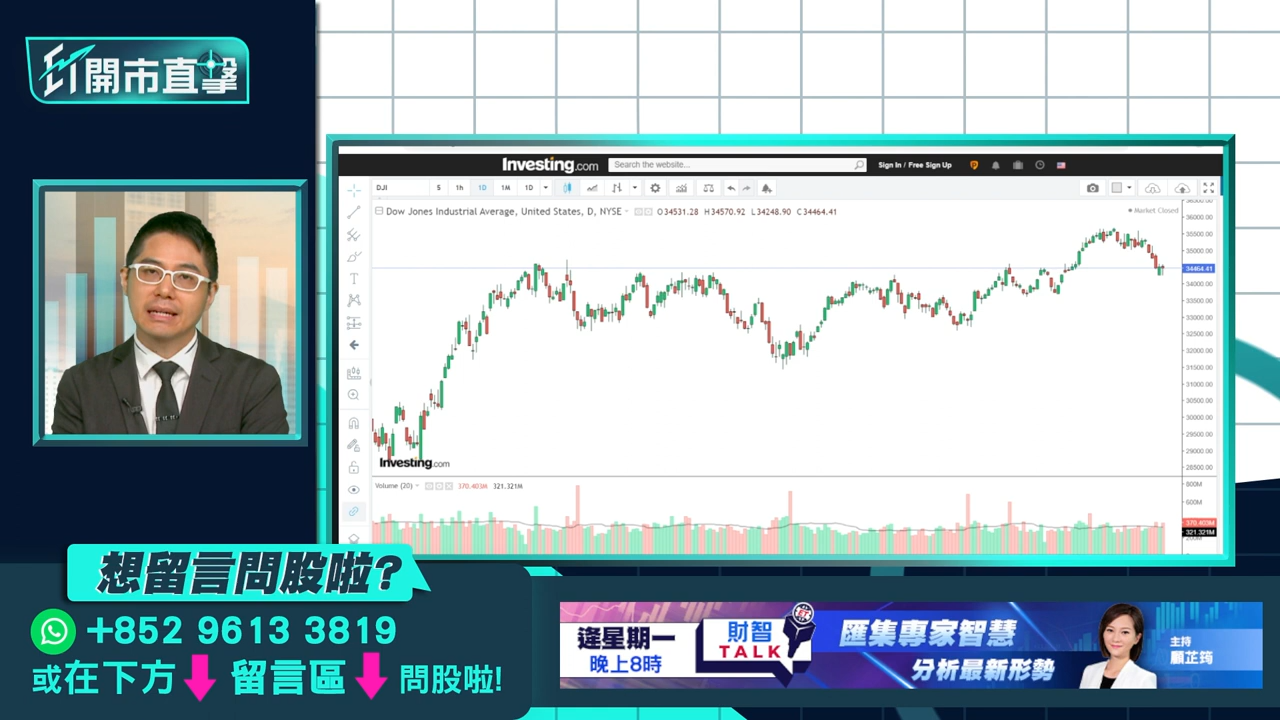 ET開市直擊
Investing.com
Search the website...
Sign In / Free Sign Up
DJI
5
1h
1D
1M
1D
Dow Jones Industrial Average, United States, D, NYSE
O34531.28 H34570.92 L34248.90 C34464.41
Market Closed
36000.00
35500.00
35000.00
34464.41
34000.00
33500.00
33000.00
32500.00
32000.00
31500.00
31000.00
30500.00
30000.00
29500.00
29000.00
28500.00
Investing.com
Volume (20)
370.403M
321.321M
800M
600M
370.403M
321.321M
200M
想留言問股啦?
+852 9613 3819
或在下方
留言區
問股啦!
逢星期一
晚上8時
財智
TALK
ET
匯集專家智慧
分析最新形勢
主持
顧芷筠